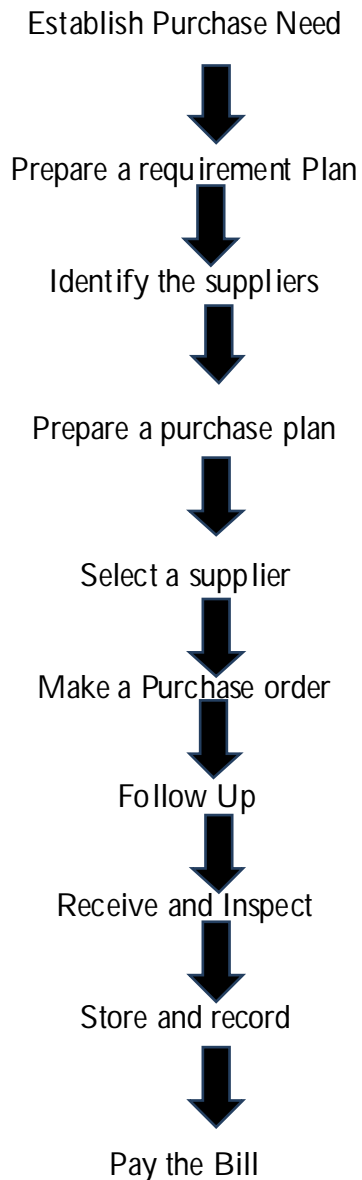 Establish Purchase Need
Prepare a requirement Plan
Identify the suppliers
Prepare a purchase plan
Select a supplier
Make a Purchase order
Follow Up
Receive and Inspect
Store and record
Pay the Bill